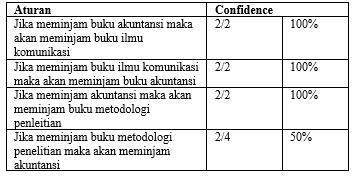 Aturan Confidence
Jika meminjam buku akuntansi maka 2/2 100%
akan meminjam buku ilmu
komunikasi
Jika meminjam buku ilmu komunikasi 2/2 100%
maka akan meminjam buku akuntansi
Jika meminjam akuntansi maka akan 2/2 100%
meminjam buku metodologi
penleitian
Jika meminjam buku metodologi 2/4 50%
penelitian maka akan meminjam
akuntansi